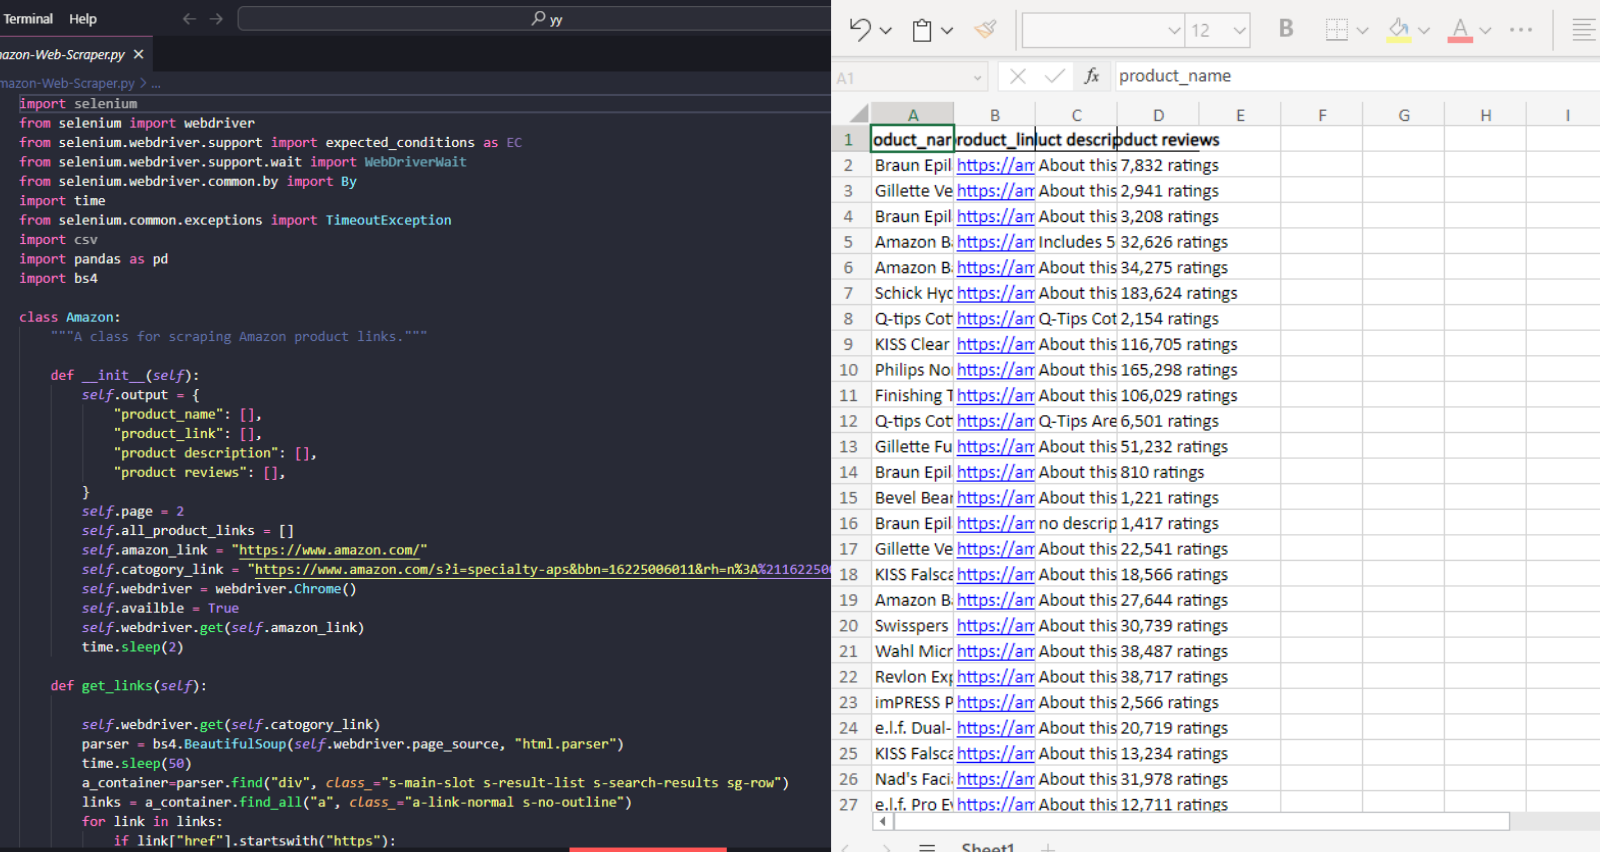 Terminal Help
yy
mazon-Web-Scraper.py
mazon-Web-Scraper.py > ...
import selenium
from selenium import webdriver
from selenium.webdriver.support import expected_conditions as EC
from selenium.webdriver.support.wait import WebDriverWait
from selenium.webdriver.common.by import By
import time
from selenium.common.exceptions import TimeoutException
import csv
import pandas as pd
import bs4
class Amazon:
"""A class for scraping Amazon product links."""
def __init__(self):
self.output = {
"product_name": [],
"product_link": [],
"product description": [],
"product reviews": [],
}
self.page = 2
self.all_product_links = []
self.amazon_link = "https://www.amazon.com/"
self.catogory_link = "https://www.amazon.com/s?i=specialty-aps&bbn=16225006011&rh=n%3A%2116225006
self.webdriver = webdriver.Chrome()
self.availble = True
self.webdriver.get(self.amazon_link)
time.sleep(2)
def get_links(self):
self.webdriver.get(self.catogory_link)
parser = bs4.BeautifulSoup(self.webdriver.page_source, "html.parser")
time.sleep(50)
a_container=parser.find("div", class_="s-main-slot s-result-list s-search-results sg-row")
links = a_container.find_all("a", class_="a-link-normal s-no-outline")
for link in links:
if link["href"].startswith("https"):
12 B A ...
A1 fx product_name
A B C D E F G H I
1 oduct_nam roduct_lin uct descrip duct reviews
2 Braun Epil https://am About this 7,832 ratings
3 Gillette Ve https://am About this 2,941 ratings
4 Braun Epil https://am About this 3,208 ratings
5 Amazon Ba https://am Includes 5 32,626 ratings
6 Amazon Ba https://am About this 34,275 ratings
7 Schick Hyd https://am About this 183,624 ratings
8 Q-tips Cot https://am Q-Tips Cot 2,154 ratings
9 KISS Clear https://am About this 116,705 ratings
10 Philips No https://am About this 165,298 ratings
11 Finishing T https://am About this 106,029 ratings
12 Q-tips Cot https://am Q-Tips Are 6,501 ratings
13 Gillette Fu https://am About this 51,232 ratings
14 Braun Epil https://am About this 810 ratings
15 Bevel Bear https://am About this 1,221 ratings
16 Braun Epil https://am no descrip 1,417 ratings
17 Gillette Ve https://am About this 22,541 ratings
18 KISS Falsca https://am About this 18,566 ratings
19 Amazon Ba https://am About this 27,644 ratings
20 Swisspers https://am About this 30,739 ratings
21 Wahl Micr https://am About this 38,487 ratings
22 Revlon Exp https://am About this 38,717 ratings
23 imPRESS P https://am About this 2,566 ratings
24 e.l.f. Dual- https://am About this 20,719 ratings
25 KISS Falsca https://am About this 13,234 ratings
26 Nad's Facia https://am About this 31,978 ratings
27 e.l.f. Pro Ev https://am About this 12,711 ratings
Sheet1